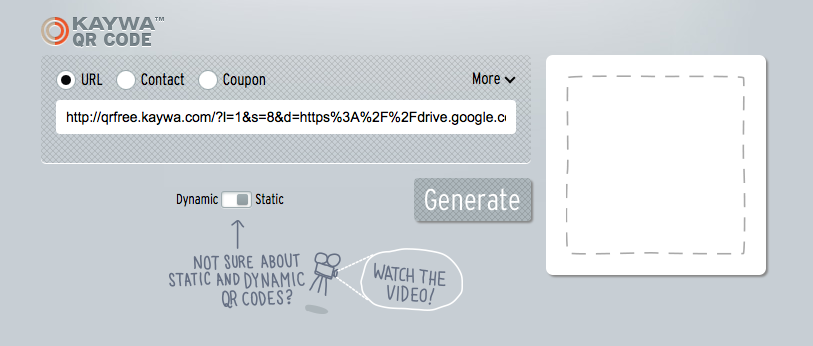 KAYWA™
QR CODE
URL Contact Coupon More
http://qrfree.kaywa.com/?l=1&s=8&d=https%3A%2F%2Fdrive.google.co
Dynamic Static
Generate
NOT SURE ABOUT
STATIC AND DYNAMIC
QR CODES?
WATCH THE
VIDEO!